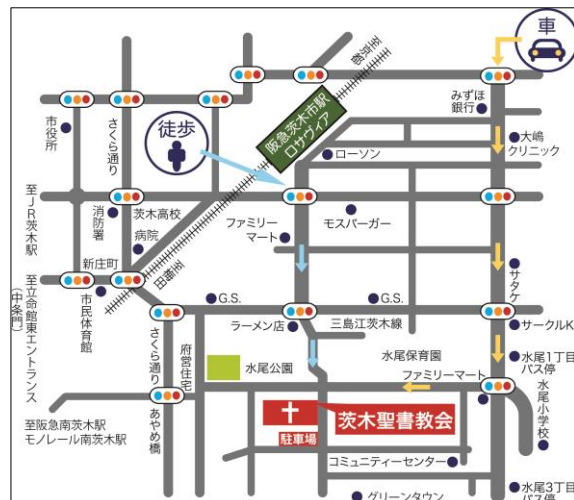 車
至京都
みずほ
銀行
市役所
さくら通り
徒歩
阪急茨木市駅
ロサヴィア
大嶋
クリニック
ローソン
至JR茨木駅
消防署
茨木高校
病院
ファミリー
マート
モスバーガー
新庄町
至梅田
サタケ
至立命館東エントランス
(中条門)
市民体育館
G.S.
G.S.
ラーメン店
三島江茨木線
サークルK
さくら通り
府営住宅
水尾公園
水尾保育園
ファミリーマート
水尾1丁目
バス停
水尾小学校
あやめ橋
茨木聖書教会
駐車場
至阪急南茨木駅
モノレール南茨木駅
コミュニティーセンター
グリーンタウン
水尾3丁目
バス停